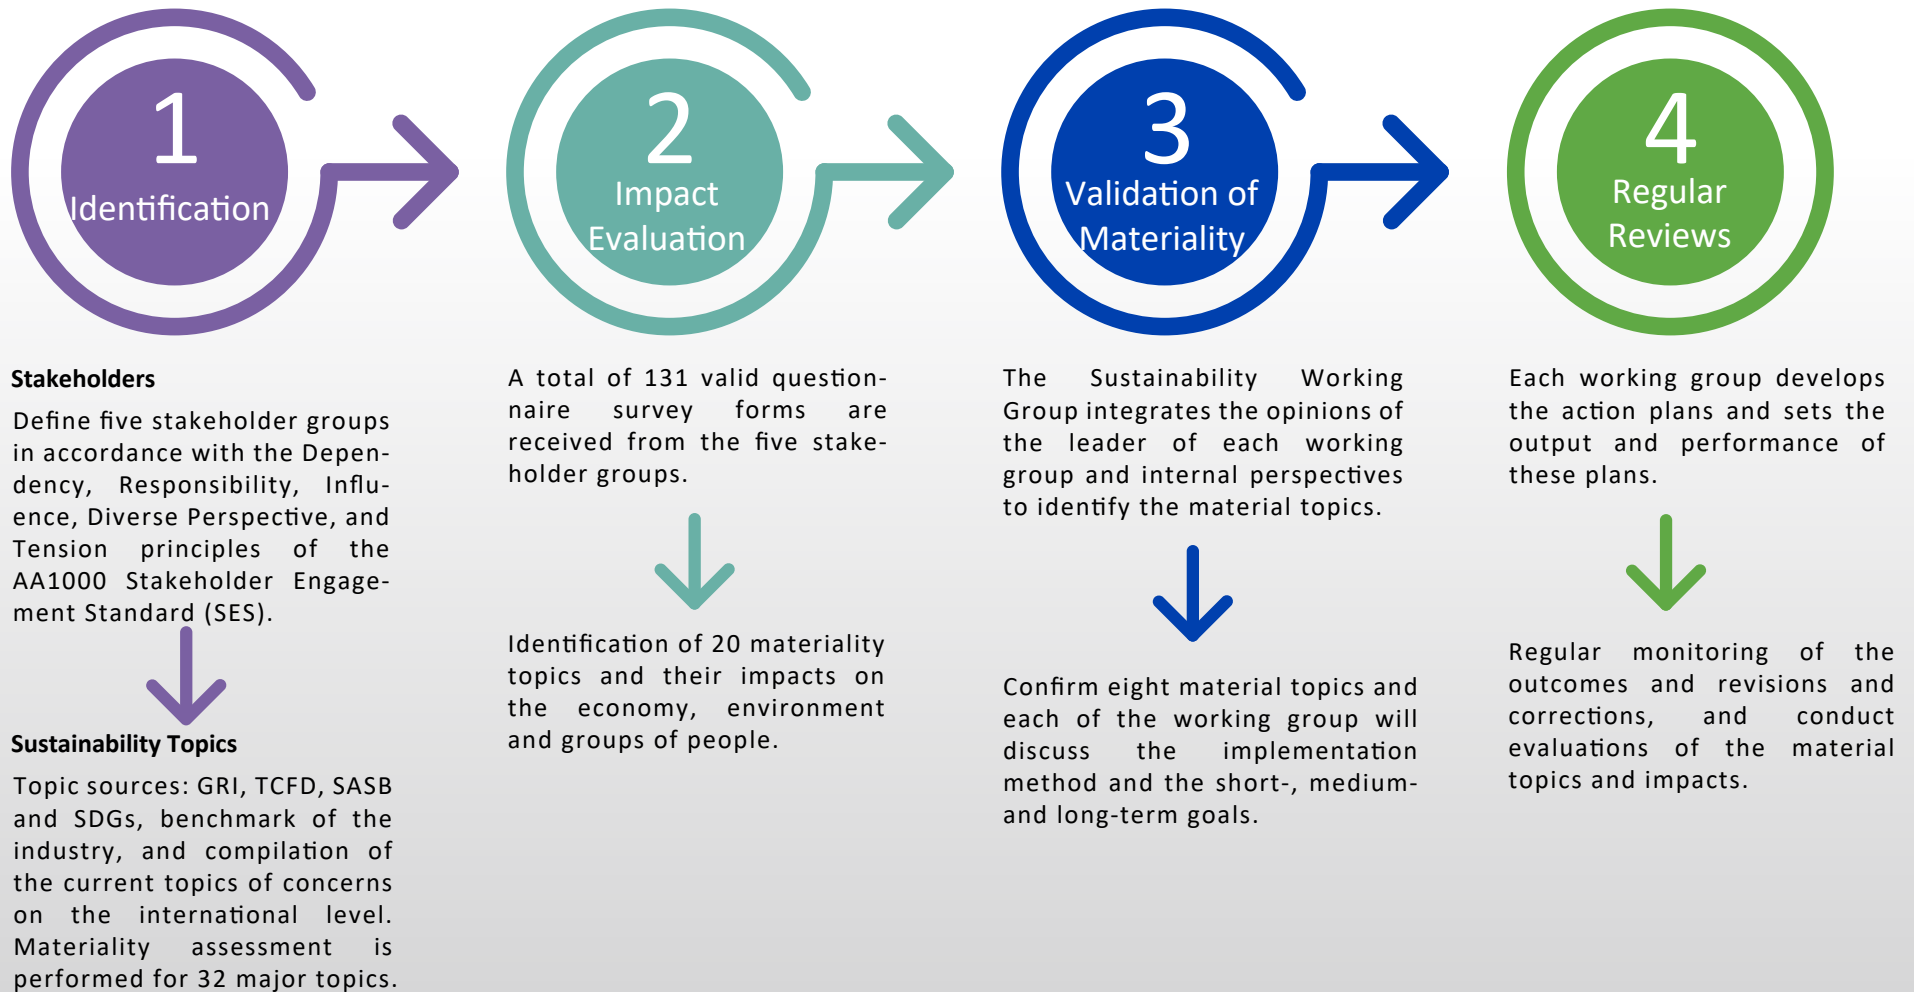 1
Identification
Stakeholders
Define five stakeholder groups
in accordance with the Depen-
dency, Responsibility, Influ-
ence, Diverse Perspective, and
Tension principles of the
AA1000 Stakeholder Engage-
ment Standard (SES).
Sustainability Topics
Topic sources: GRI, TCFD, SASB
and SDGs, benchmark of the
industry, and compilation of
the current topics of concerns
on the international level.
Materiality assessment is
performed for 32 major topics.
2
Impact
Evaluation
A total of 131 valid question-
naire survey forms are
received from the five stake-
holder groups.
Identification of 20 materiality
topics and their impacts on
the economy, environment
and groups of people.
3
Validation of
Materiality
The Sustainability Working
Group integrates the opinions of
the leader of each working
group and internal perspectives
to identify the material topics.
Confirm eight material topics and
each of the working group will
discuss the implementation
method and the short-, medium-
and long-term goals.
4
Regular
Reviews
Each working group develops
the action plans and sets the
output and performance of
these plans.
Regular monitoring of the
outcomes and revisions and
corrections, and conduct
evaluations of the material
topics and impacts.